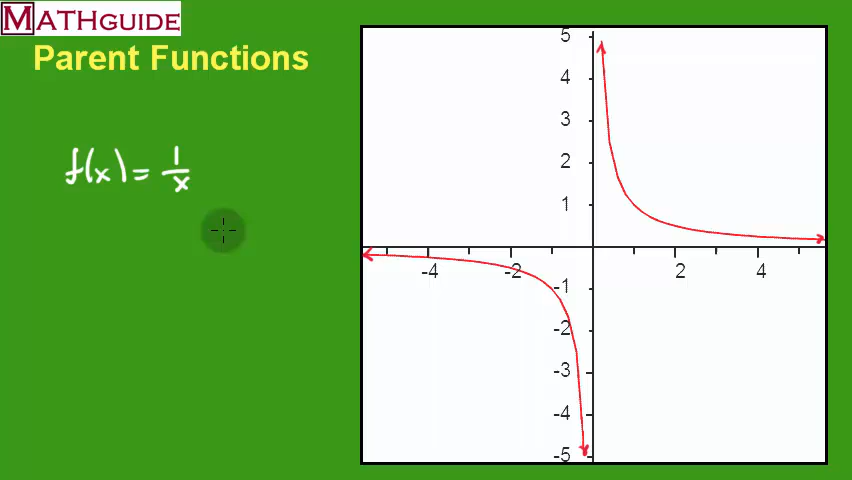 MATHGUIDE
Parent Functions
f(x) = 1/x
5
4
3
2
1
-4 -2 2 4
-1
-2
-3
-4
-5